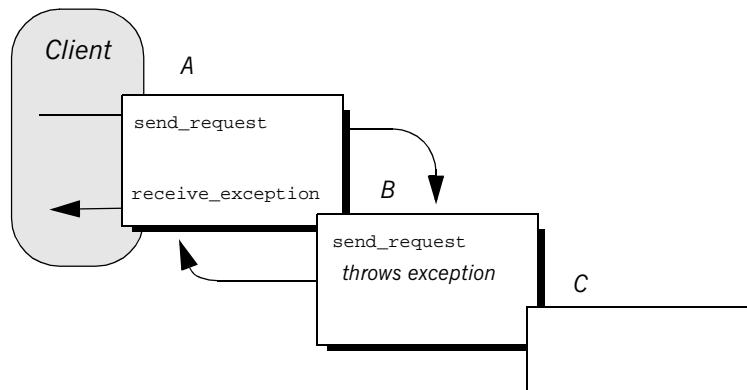 Client
A
send_request
receive_exception
B
send_request
throws exception
C